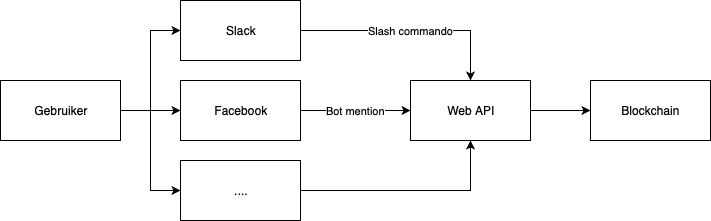 Slack
Slash commando
Gebruiker
Facebook
Bot mention
Web API
Blockchain
....